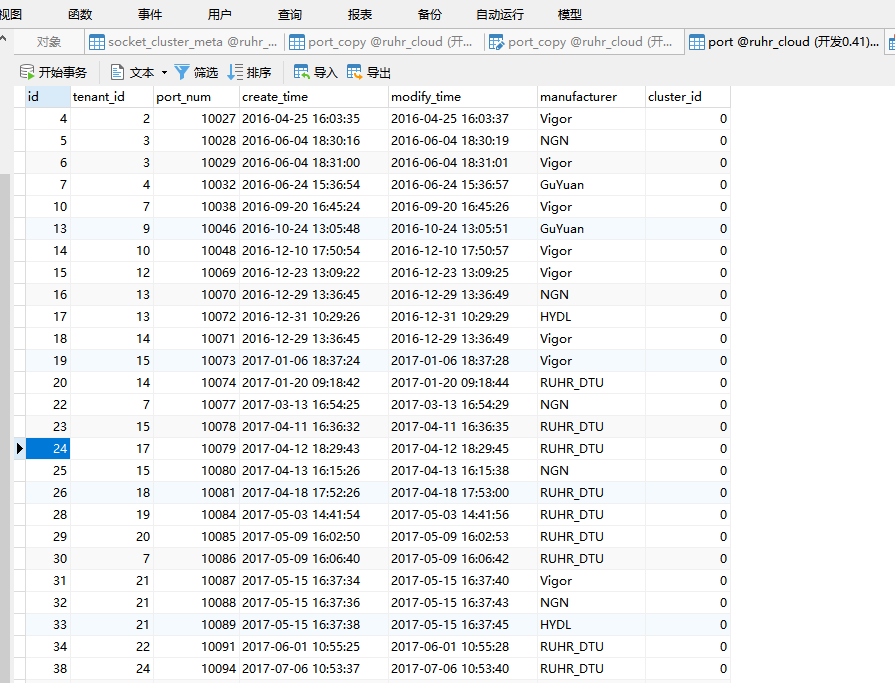 视图 函数 事件 用户 查询 报表 备份 自动运行 模型
对象 socket_cluster_meta @ruhr_... port_copy @ruhr_cloud (开... port_copy @ruhr_cloud (开... port @ruhr_cloud (开发0.41)...
开始事务 文本 筛选 排序 导入 导出
id tenant_id port_num create_time modify_time manufacturer cluster_id
4 2 10027 2016-04-25 16:03:35 2016-04-25 16:03:37 Vigor 0
5 3 10028 2016-06-04 18:30:16 2016-06-04 18:30:19 NGN 0
6 3 10029 2016-06-04 18:31:00 2016-06-04 18:31:01 Vigor 0
7 4 10032 2016-06-24 15:36:54 2016-06-24 15:36:57 GuYuan 0
10 7 10038 2016-09-20 16:45:24 2016-09-20 16:45:26 Vigor 0
13 9 10046 2016-10-24 13:05:48 2016-10-24 13:05:51 GuYuan 0
14 10 10048 2016-12-10 17:50:54 2016-12-10 17:50:57 Vigor 0
15 12 10069 2016-12-23 13:09:22 2016-12-23 13:09:25 Vigor 0
16 13 10070 2016-12-29 13:36:45 2016-12-29 13:36:49 NGN 0
17 13 10072 2016-12-31 10:29:26 2016-12-31 10:29:29 HYDL 0
18 14 10071 2016-12-29 13:36:45 2016-12-29 13:36:49 Vigor 0
19 15 10073 2017-01-06 18:37:24 2017-01-06 18:37:28 Vigor 0
20 14 10074 2017-01-20 09:18:42 2017-01-20 09:18:44 RUHR_DTU 0
22 7 10077 2017-03-13 16:54:25 2017-03-13 16:54:29 NGN 0
23 15 10078 2017-04-11 16:36:32 2017-04-11 16:36:35 RUHR_DTU 0
24 17 10079 2017-04-12 18:29:43 2017-04-12 18:29:45 RUHR_DTU 0
25 15 10080 2017-04-13 16:15:26 2017-04-13 16:15:38 NGN 0
26 18 10081 2017-04-18 17:52:26 2017-04-18 17:53:00 RUHR_DTU 0
28 19 10084 2017-05-03 14:41:54 2017-05-03 14:41:56 RUHR_DTU 0
29 20 10085 2017-05-09 16:02:50 2017-05-09 16:02:53 RUHR_DTU 0
30 7 10086 2017-05-09 16:06:40 2017-05-09 16:06:42 RUHR_DTU 0
31 21 10087 2017-05-15 16:37:34 2017-05-15 16:37:40 Vigor 0
32 21 10088 2017-05-15 16:37:36 2017-05-15 16:37:43 NGN 0
33 21 10089 2017-05-15 16:37:38 2017-05-15 16:37:45 HYDL 0
34 22 10091 2017-06-01 10:55:25 2017-06-01 10:55:28 RUHR_DTU 0
38 24 10094 2017-07-06 10:53:37 2017-07-06 10:53:40 RUHR_DTU 0